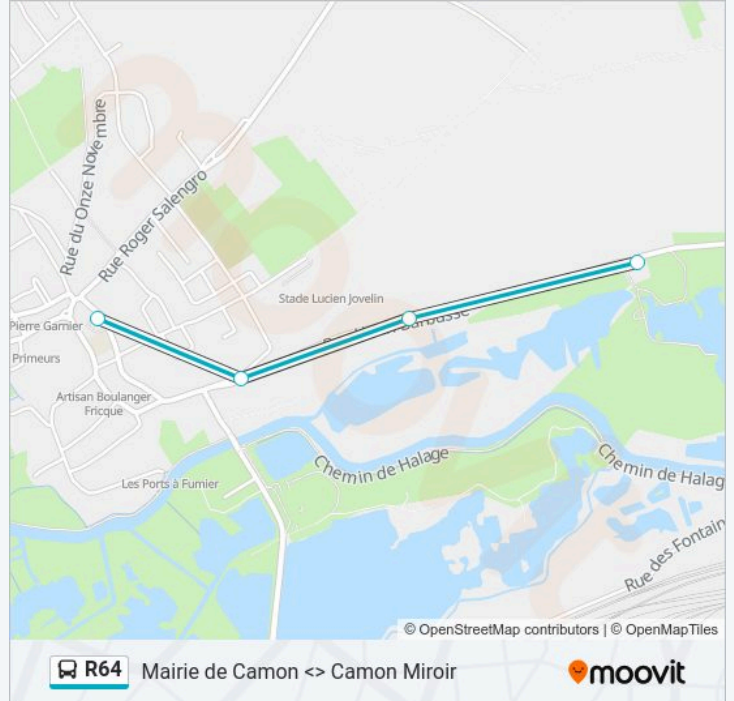 Rue du Onze Novembre
Rue Roger Salengro
Stade Lucien Jovelin
Barbusse
Pierre Garnier
Primeurs
Artisan Boulanger
Fricque
Chemin de Halage
Chemin de Halag
Les Ports à Fumier
Rue des Fontain
© OpenStreetMap contributors | © OpenMapTiles
R64 Mairie de Camon <> Camon Miroir moovit